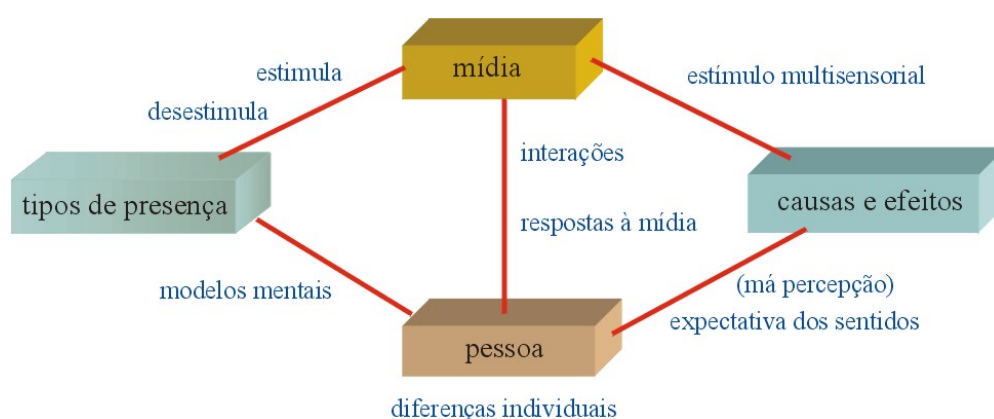 mídia
estimula
estímulo multisensorial
desestimula
interações
tipos de presença
causas e efeitos
respostas à mídia
modelos mentais
(má percepção)
expectativa dos sentidos
pessoa
diferenças individuais